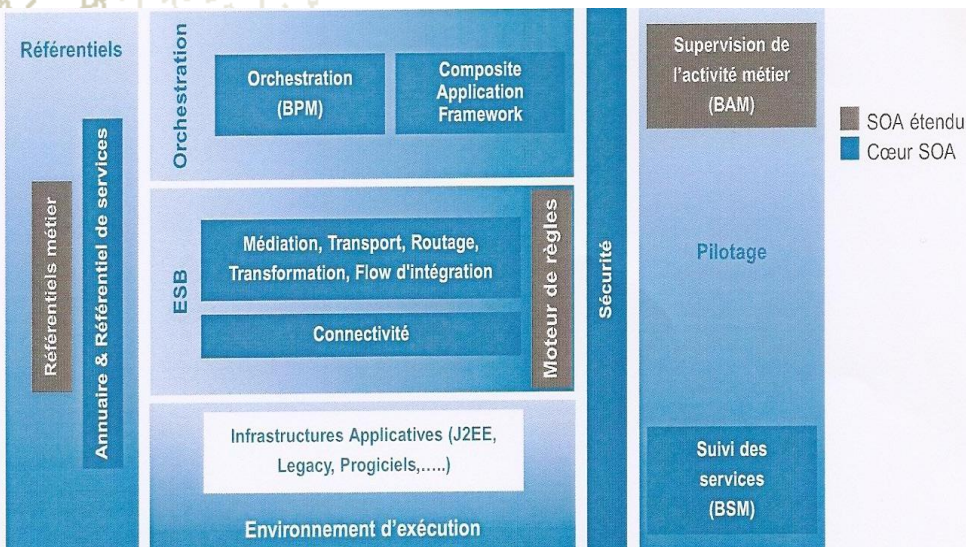 Référentiels
Référentiels métier
Annuaire & Référentiel de services
Orchestration
Orchestration
(BPM)
Composite
Application
Framework
ESB
Médiation, Transport, Routage,
Transformation, Flow d'intégration
Connectivité
Moteur de règles
Infrastructures Applicatives (J2EE,
Legacy, Progiciels,.....)
Environnement d'exécution
Sécurité
Supervision de
l'activité métier
(BAM)
Pilotage
Suivi des
services
(BSM)
SOA étendu
Cœur SOA